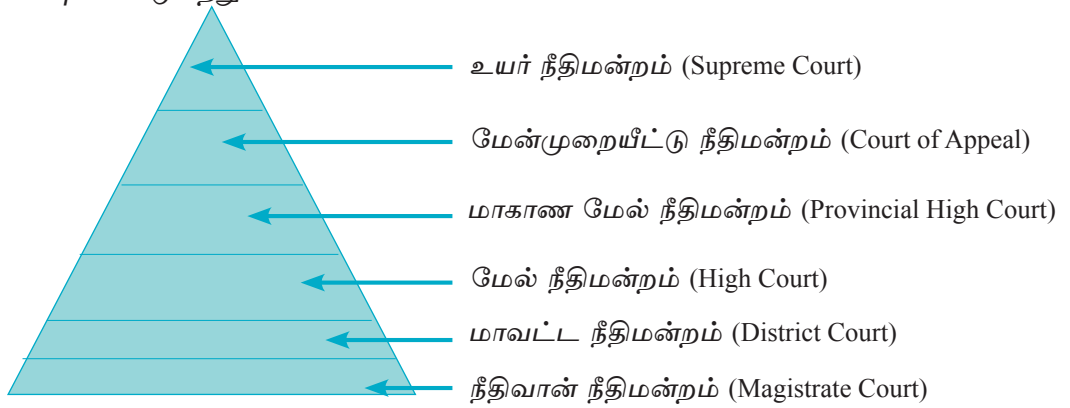 உயர் நீதிமன்றம் (Supreme Court)
மேன்முறையீட்டு நீதிமன்றம் (Court of Appeal)
மாகாண மேல் நீதிமன்றம் (Provincial High Court)
மேல் நீதிமன்றம் (High Court)
மாவட்ட நீதிமன்றம் (District Court)
நீதிவான் நீதிமன்றம் (Magistrate Court)